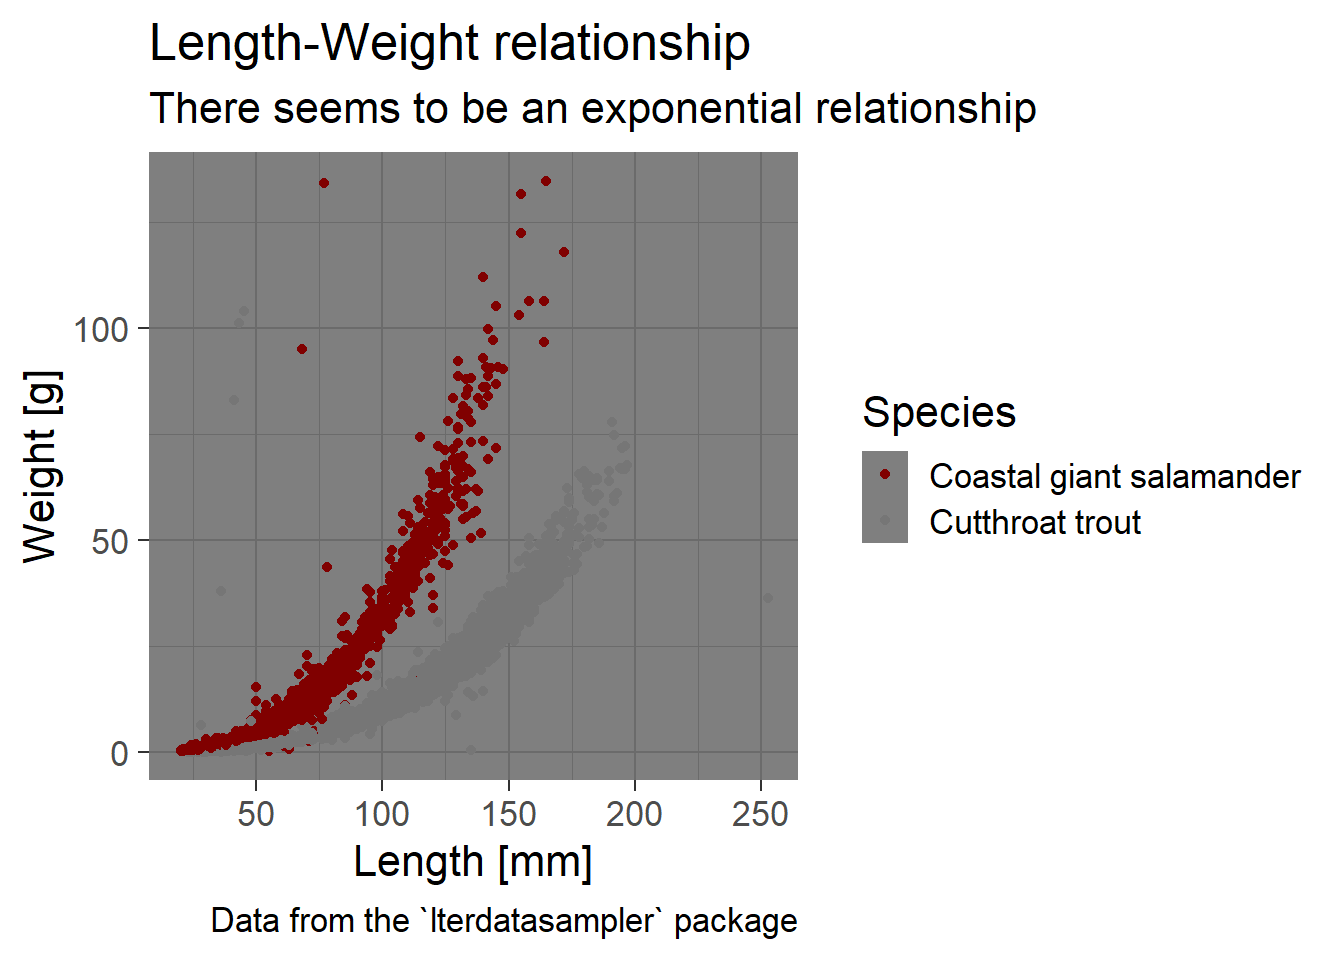 Length-Weight relationship
There seems to be an exponential relationship
Weight [g]
100
50
0
50
100
150
200
250
Length [mm]
Species
Coastal giant salamander
Cutthroat trout
Data from the `lterdatasampler` package